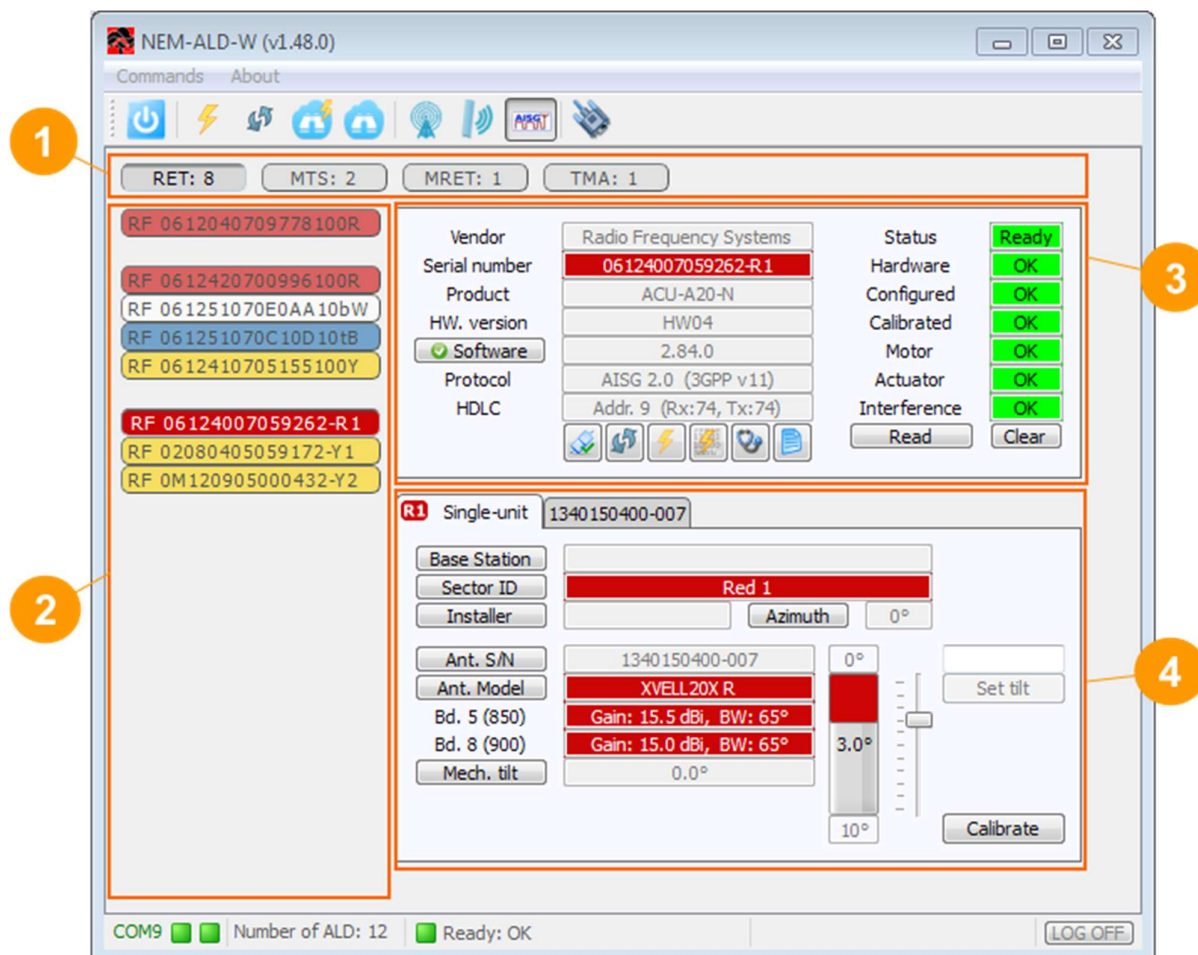 NEM-ALD-W (v1.48.0)
Commands About
AISG
1
RET: 8 MTS: 2 MRET: 1 TMA: 1
2
RF 0612040709778100R
RF 0612420700996100R
RF 061251070E0AA10bW
RF 061251070C10D10tB
RF 0612410705155100Y
RF 06124007059262-R1
RF 02080405059172-Y1
RF 0M120905000432-Y2
3
Vendor Radio Frequency Systems Status Ready
Serial number 06124007059262-R1 Hardware OK
Product ACU-A20-N Configured OK
HW. version HW04 Calibrated OK
Software 2.84.0 Motor OK
Protocol AISG 2.0 (3GPP v11) Actuator OK
HDLC Addr. 9 (Rx:74, Tx:74) Interference OK
Read Clear
4
R1 Single-unit 1340150400-007
Base Station
Sector ID Red 1
Installer Azimuth 0°
Ant. S/N 1340150400-007 0°
Ant. Model XVELL20X R Set tilt
Bd. 5 (850) Gain: 15.5 dBi, BW: 65°
Bd. 8 (900) Gain: 15.0 dBi, BW: 65° 3.0°
Mech. tilt 0.0°
10° Calibrate
COM9 Number of ALD: 12 Ready: OK LOG OFF